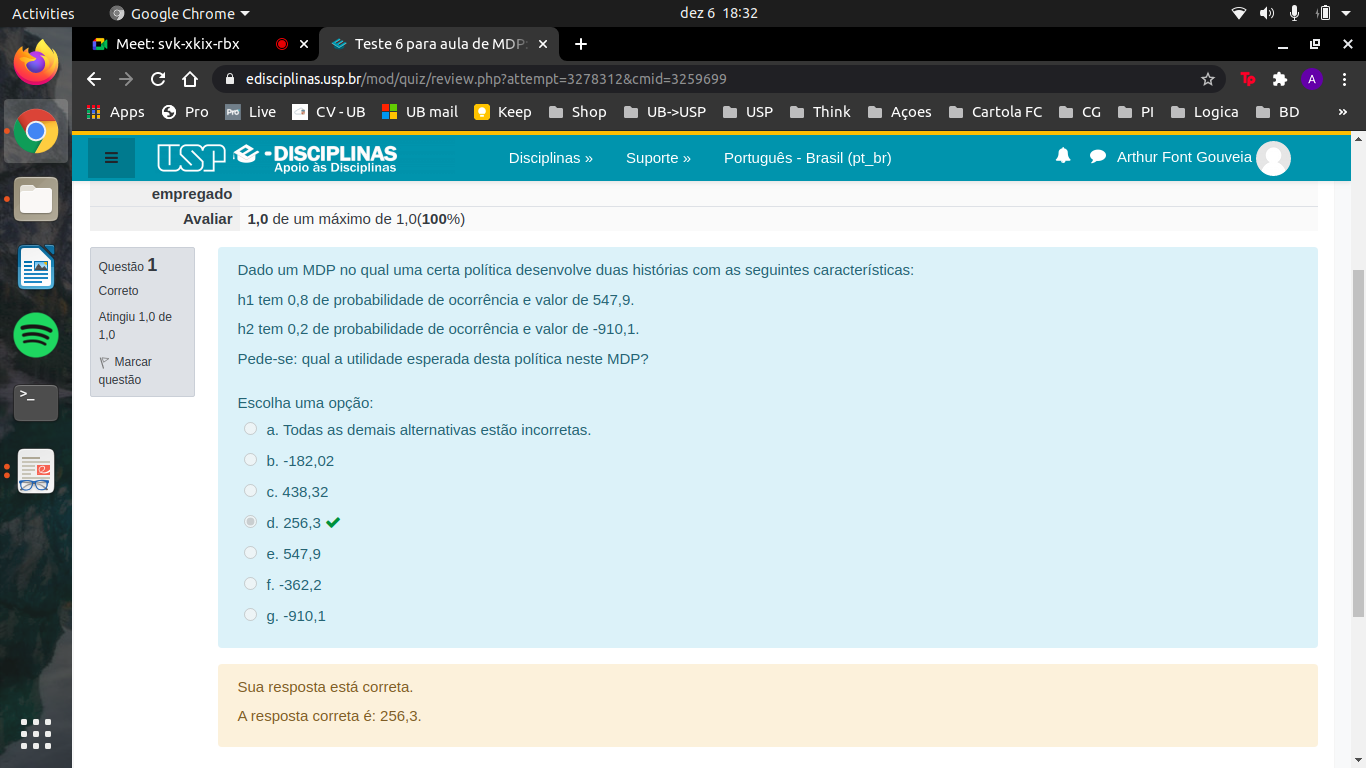 Activities
Google Chrome
dez 6 18:32
Meet: svk-xkix-rbx
Teste 6 para aula de MDP
edisciplinas.usp.br/mod/quiz/review.php?attempt=3278312&cmid=3259699
A
Apps
Pro
Live
CV - UB
UB mail
Keep
Shop
UB->USP
USP
Think
Açoes
Cartola FC
CG
PI
Logica
BD
»
USP e-DISCIPLINAS
Apoio às Disciplinas
Disciplinas »
Suporte »
Português - Brasil (pt_br)
Arthur Font Gouveia
empregado
Avaliar 1,0 de um máximo de 1,0(100%)
Questão 1
Correto
Atingiu 1,0 de
1,0
Marcar
questão
Dado um MDP no qual uma certa política desenvolve duas histórias com as seguintes características:
h1 tem 0,8 de probabilidade de ocorrência e valor de 547,9.
h2 tem 0,2 de probabilidade de ocorrência e valor de -910,1.
Pede-se: qual a utilidade esperada desta política neste MDP?
Escolha uma opção:
a. Todas as demais alternativas estão incorretas.
b. -182,02
c. 438,32
d. 256,3
e. 547,9
f. -362,2
g. -910,1
Sua resposta está correta.
A resposta correta é: 256,3.